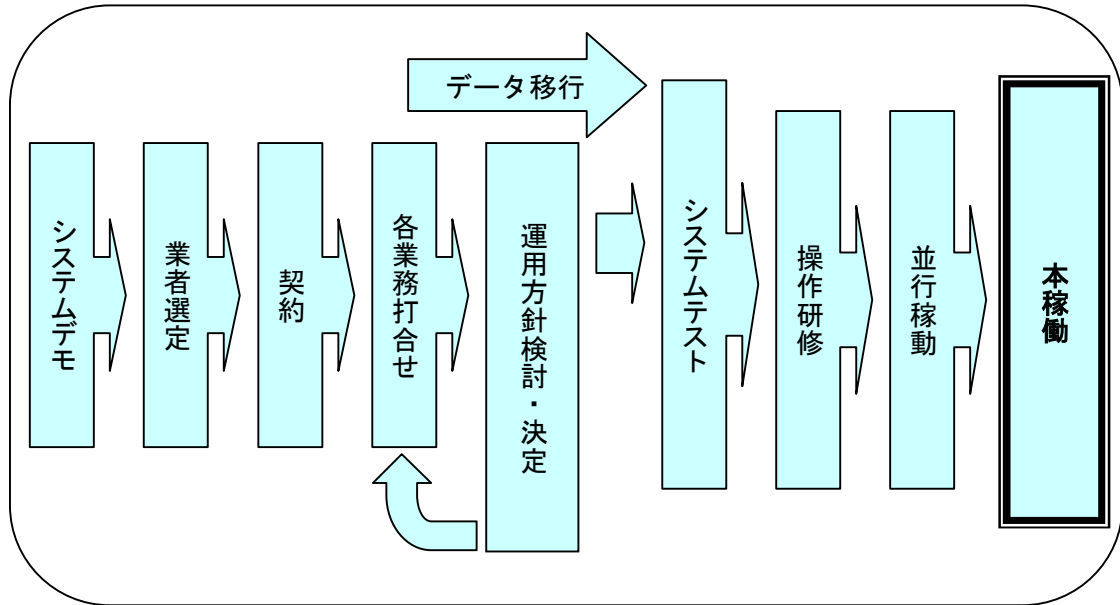 データ移行
システムデモ
業者選定
契約
各業務打合せ
運用方針検討・決定
システムテスト
操作研修
並行稼動
本稼働